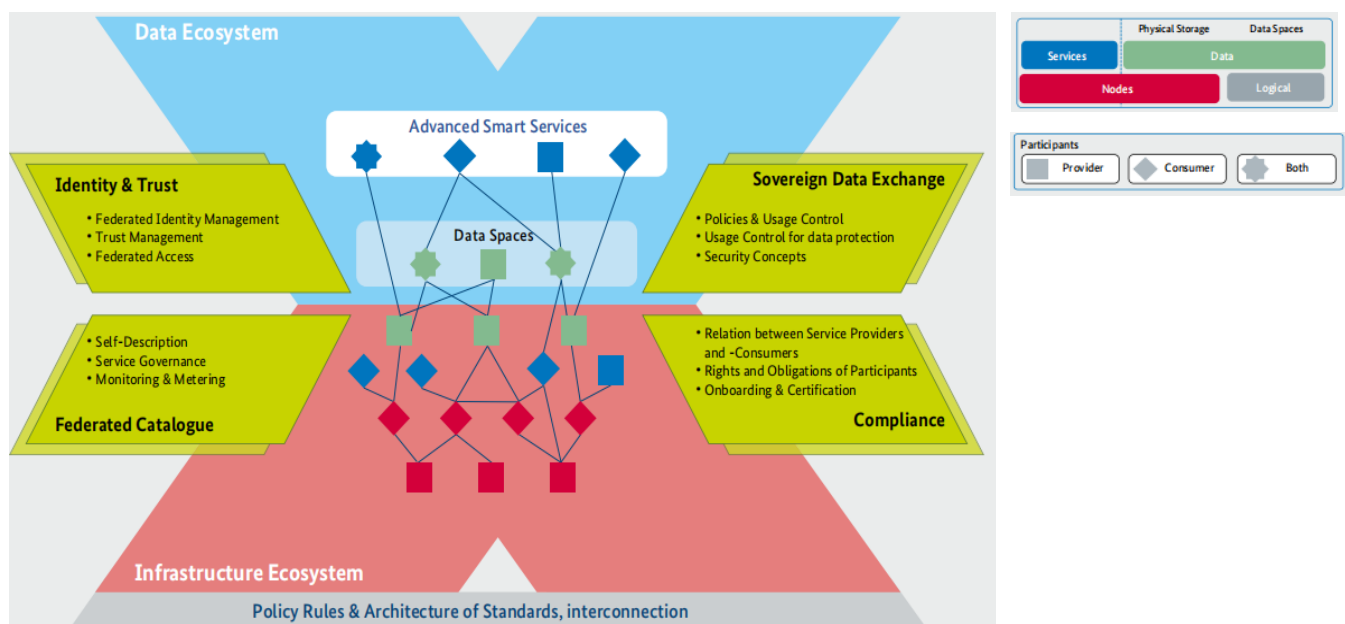 Data Ecosystem
Advanced Smart Services
Identity & Trust
• Federated Identity Management
• Trust Management
• Federated Access
Sovereign Data Exchange
• Policies & Usage Control
• Usage Control for data protection
• Security Concepts
Data Spaces
• Self-Description
• Service Governance
• Monitoring & Metering
Federated Catalogue
• Relation between Service Providers
and -Consumers
• Rights and Obligations of Participants
• Onboarding & Certification
Compliance
Infrastructure Ecosystem
Policy Rules & Architecture of Standards, interconnection
Physical Storage
Data Spaces
Services
Data
Nodes
Logical
Participants
Provider
Consumer
Both